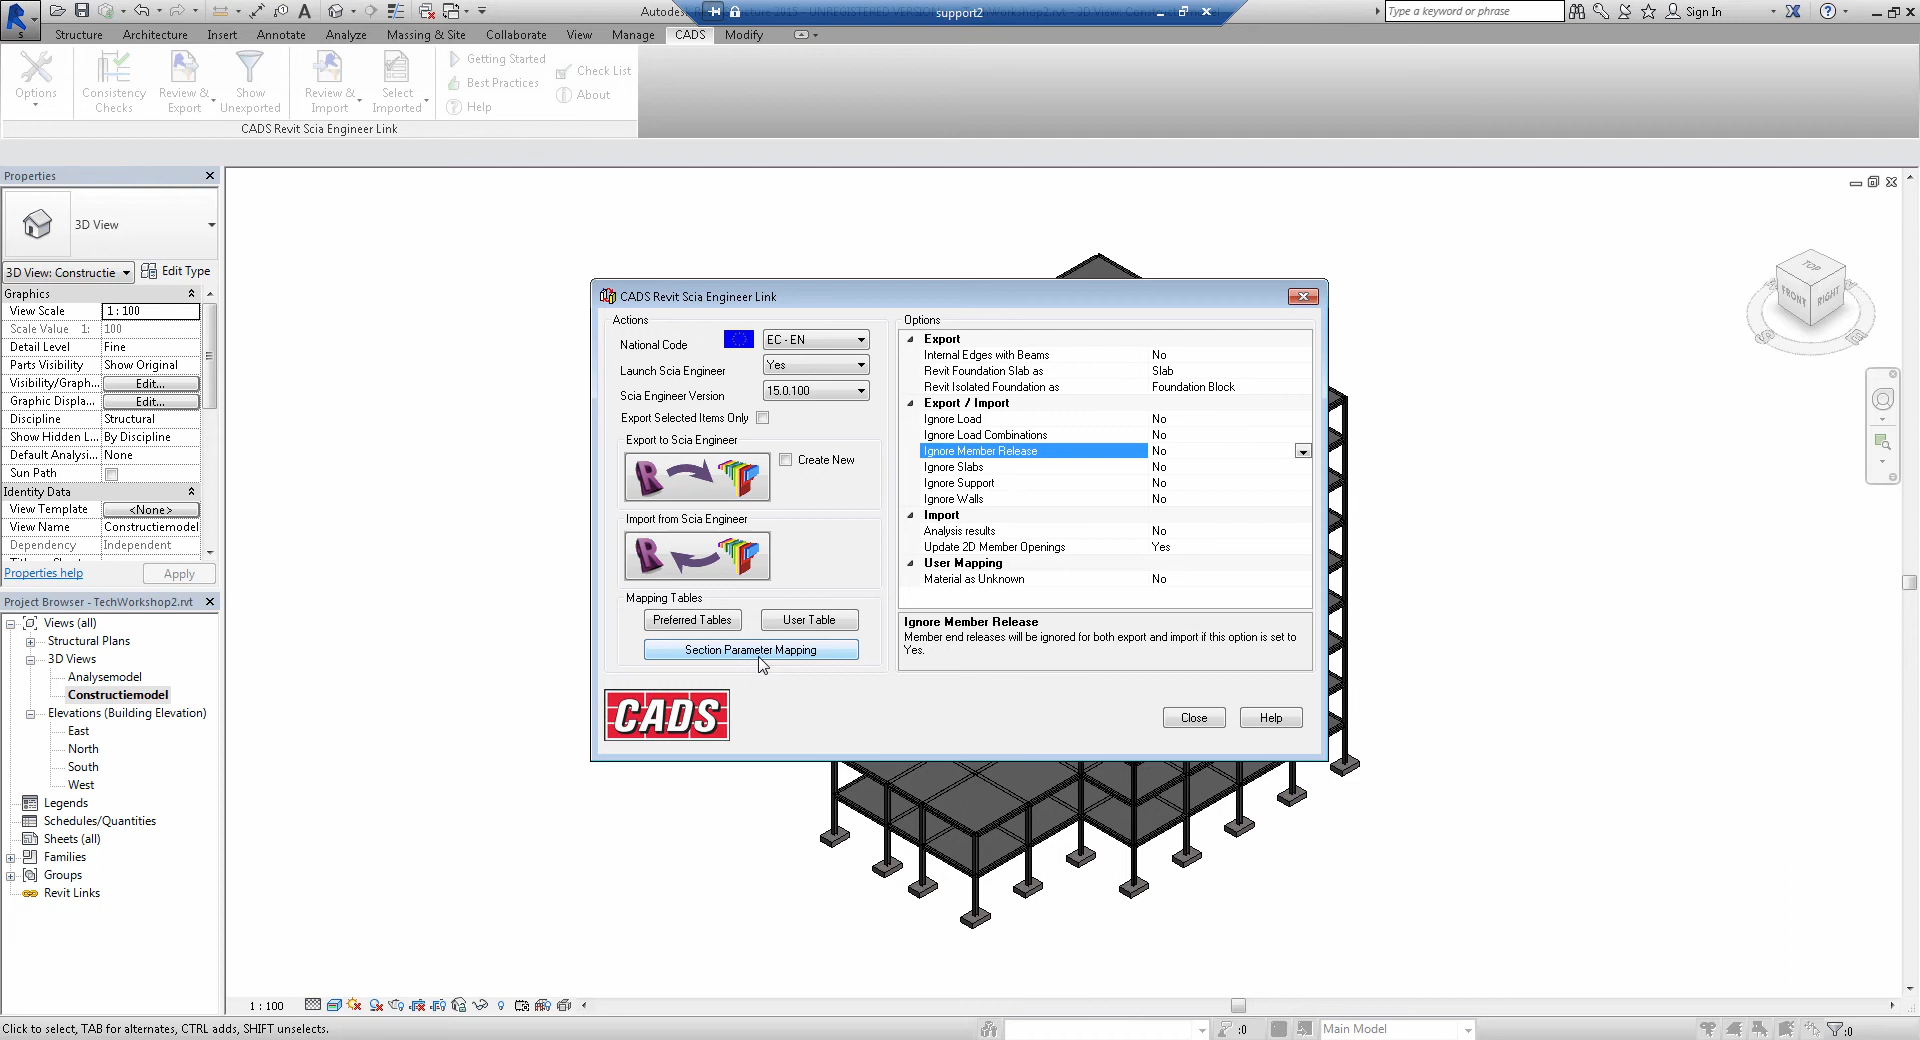 Autodesk R
support2
Type a keyword or phrase
Sign In
Structure
Architecture
Insert
Annotate
Analyze
Massing & Site
Collaborate
View
Manage
CADS
Modify
Options
Consistency Checks
Review & Export
Show Unexported
Review & Import
Select Imported
Getting Started
Best Practices
Help
Check List
About
CADS Revit Scia Engineer Link
Properties
3D View
3D View: Constructie
Edit Type
Graphics
View Scale 1 : 100
Scale Value 1: 100
Detail Level Fine
Parts Visibility Show Original
Visibility/Graph... Edit...
Graphic Displa... Edit...
Discipline Structural
Show Hidden L... By Discipline
Default Analysi... None
Sun Path
Identity Data
View Template <None>
View Name Constructiemodel
Dependency Independent
Properties help
Apply
Project Browser - TechWorkshop2.rvt
Views (all)
Structural Plans
3D Views
Analysemodel
Constructiemodel
Elevations (Building Elevation)
East
North
South
West
Legends
Schedules/Quantities
Sheets (all)
Families
Groups
Revit Links
CADS Revit Scia Engineer Link
Actions
National Code EC - EN
Launch Scia Engineer Yes
Scia Engineer Version 15.0.100
Export Selected Items Only
Export to Scia Engineer
Create New
Import from Scia Engineer
Mapping Tables
Preferred Tables
User Table
Section Parameter Mapping
CADS
Options
Export
Internal Edges with Beams No
Revit Foundation Slab as Slab
Revit Isolated Foundation as Foundation Block
Export / Import
Ignore Load No
Ignore Load Combinations No
Ignore Member Release No
Ignore Slabs No
Ignore Support No
Ignore Walls No
Import
Analysis results No
Update 2D Member Openings Yes
User Mapping
Material as Unknown No
Ignore Member Release
Member end releases will be ignored for both export and import if this option is set to
Yes.
Close
Help
TOP
FRONT
RIGHT
1 : 100
Click to select, TAB for alternates, CTRL adds, SHIFT unselects.
:0
Main Model
:0